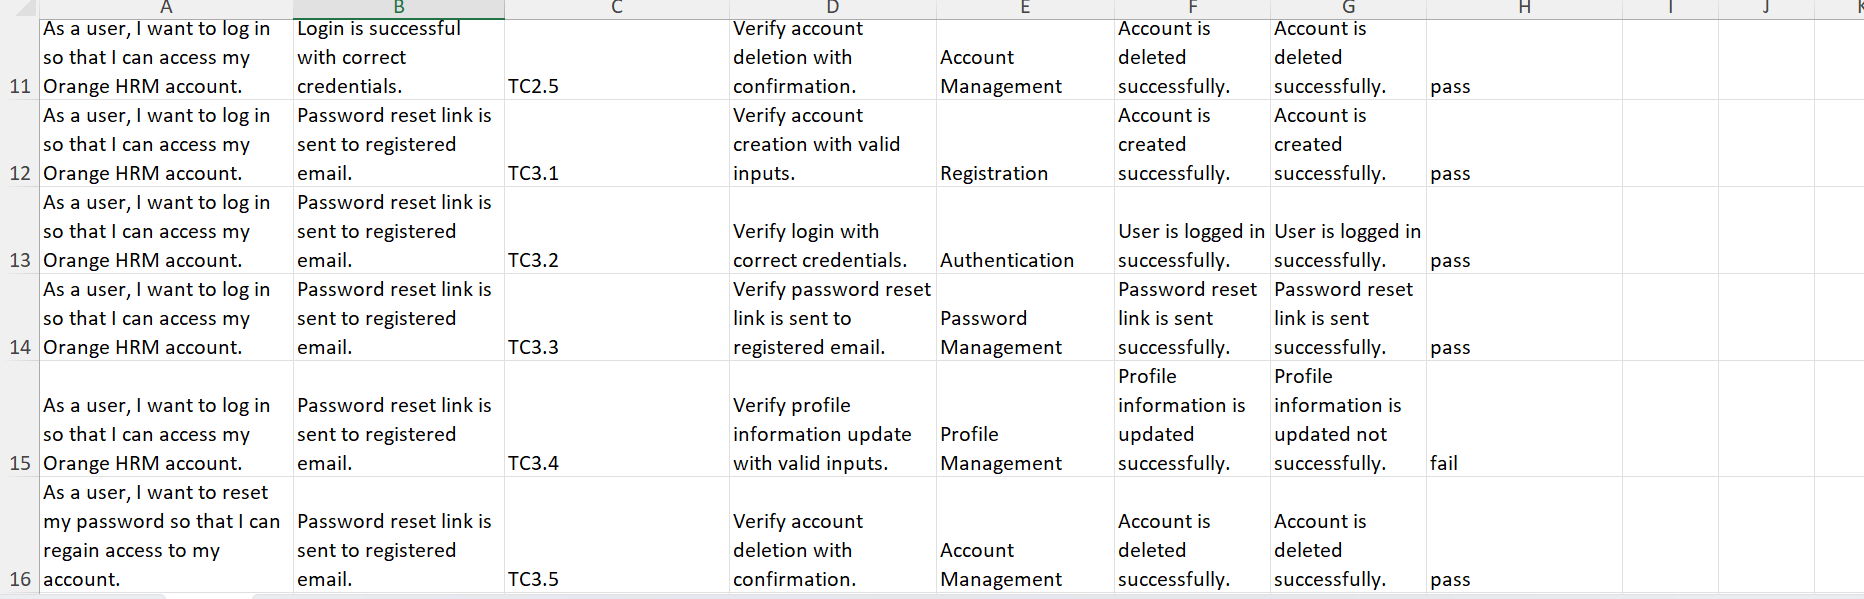 A B C D E F G H I J K
As a user, I want to log in Login is successful Verify account Account is Account is
so that I can access my with correct deletion with Account deleted deleted
11 Orange HRM account. credentials. TC2.5 confirmation. Management successfully. successfully. pass
As a user, I want to log in Password reset link is Verify account Account is Account is
so that I can access my sent to registered creation with valid created created
12 Orange HRM account. email. TC3.1 inputs. Registration successfully. successfully. pass
As a user, I want to log in Password reset link is
so that I can access my sent to registered Verify login with User is logged in User is logged in
13 Orange HRM account. email. TC3.2 correct credentials. Authentication successfully. successfully. pass
As a user, I want to log in Password reset link is Verify password reset Password reset Password reset
so that I can access my sent to registered link is sent to Password link is sent link is sent
14 Orange HRM account. email. TC3.3 registered email. Management successfully. successfully. pass
Profile Profile
As a user, I want to log in Password reset link is Verify profile information is information is
so that I can access my sent to registered information update Profile updated updated not
15 Orange HRM account. email. TC3.4 with valid inputs. Management successfully. successfully. fail
As a user, I want to reset
my password so that I can Password reset link is Verify account Account is Account is
regain access to my sent to registered deletion with Account deleted deleted
16 account. email. TC3.5 confirmation. Management successfully. successfully. pass